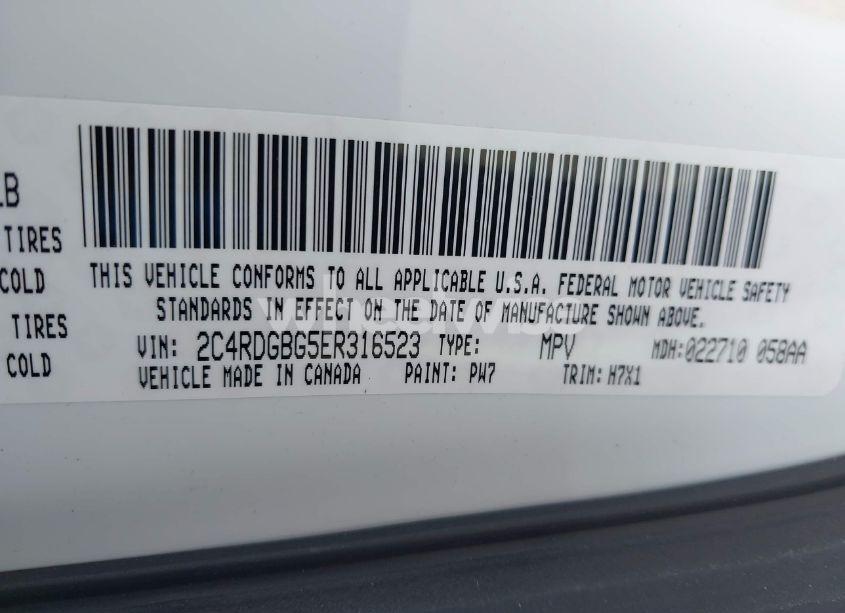 LB
TIRES
COLD
TIRES
COLD
THIS VEHICLE CONFORMS TO ALL APPLICABLE U.S.A. FEDERAL MOTOR VEHICLE SAFETY
STANDARDS IN EFFECT ON THE DATE OF MANUFACTURE SHOWN ABOVE.
VIN: 2C4RDGBG5ER316523 TYPE: MPV MDH:022710 058AA
VEHICLE MADE IN CANADA PAINT: PW7 TRIM: H7X1
wheelwise